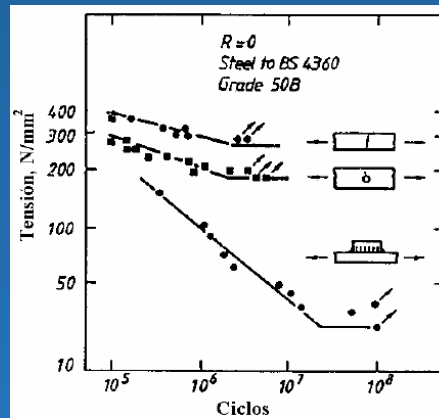 R=0
Steel to BS 4360
Grade 50B
Tensión, N/mm²
400
300
200
100
50
10
10⁵
10⁶
10⁷
10⁸
Ciclos